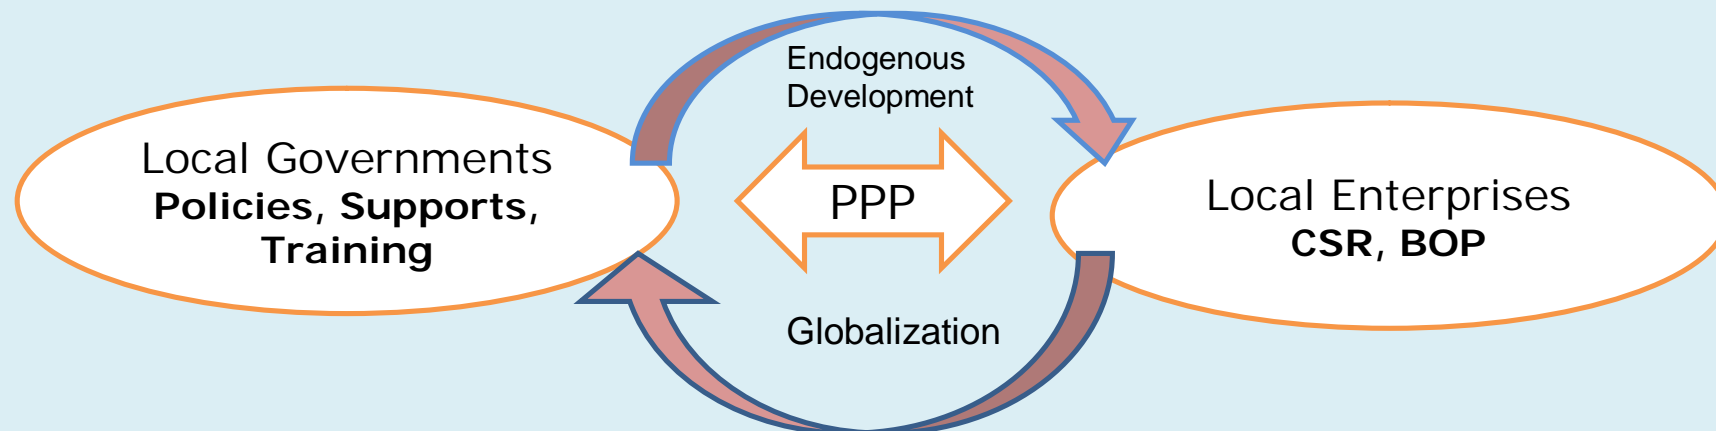 Endogenous
Development
Local Governments
Policies, Supports,
Training
PPP
Local Enterprises
CSR, BOP
Globalization